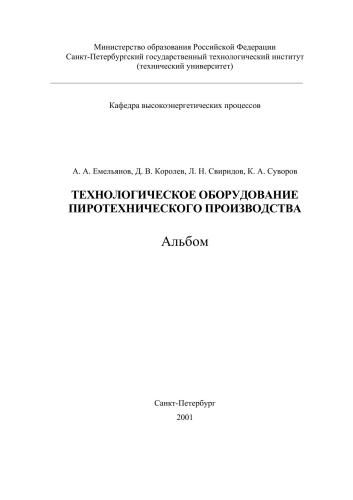 Министерство образования Российской Федерации
Санкт-Петербургский государственный технологический институт
(технический университет)
Кафедра высокоэнергетических процессов
А. А. Емельянов, Д. В. Королев, Л. Н. Свиридов, К. А. Суворов
ТЕХНОЛОГИЧЕСКОЕ ОБОРУДОВАНИЕ
ПИРОТЕХНИЧЕСКОГО ПРОИЗВОДСТВА
Альбом
Санкт-Петербург
2001